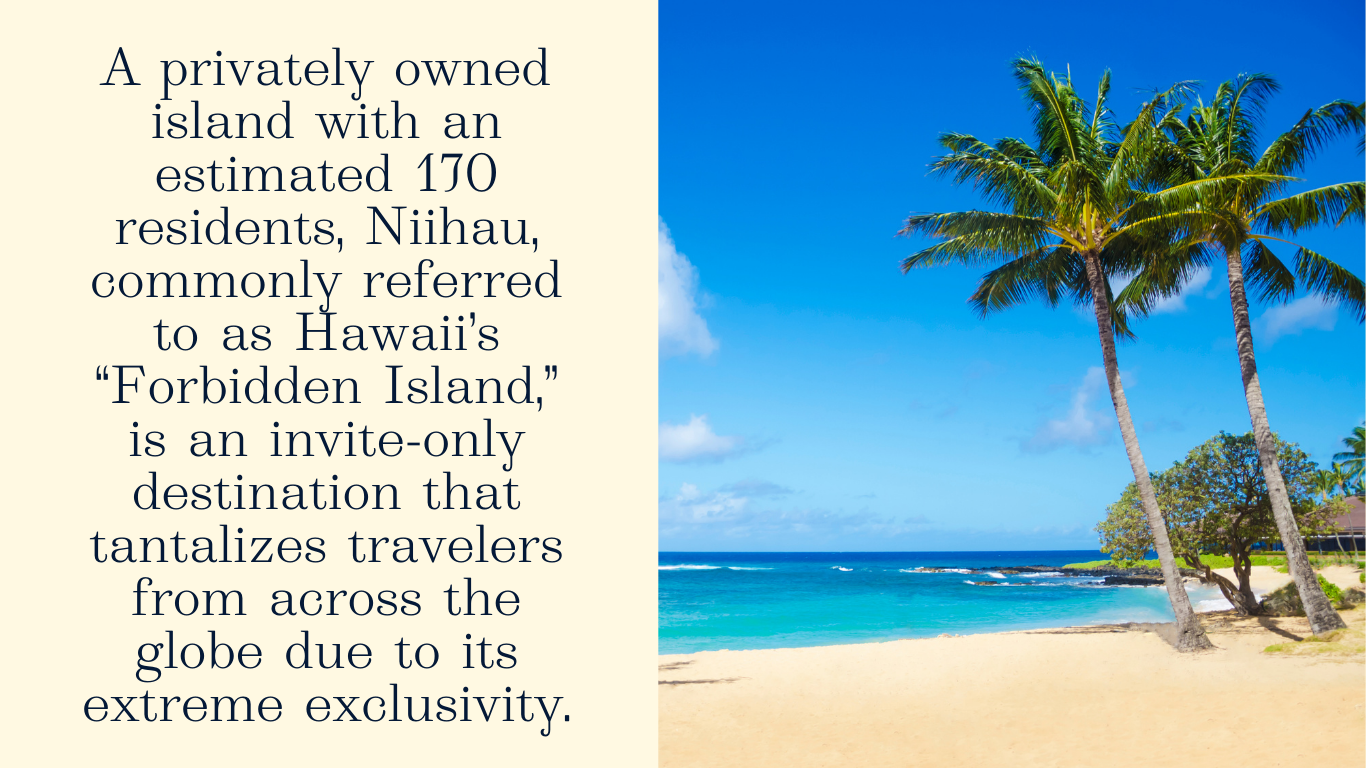 A privately owned
island with an
estimated 170
residents, Niihau,
commonly referred
to as Hawaii’s
“Forbidden Island,”
is an invite-only
destination that
tantalizes travelers
from across the
globe due to its
extreme exclusivity.